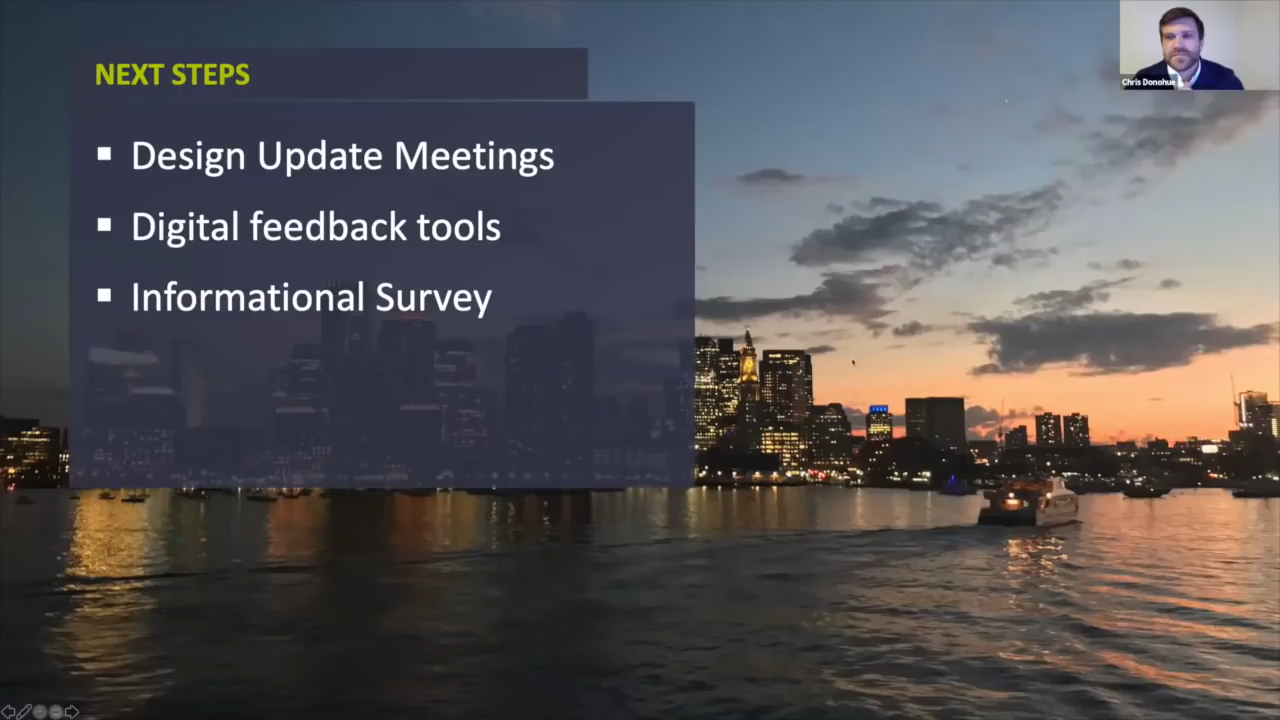 NEXT STEPS
Design Update Meetings
Digital feedback tools
Informational Survey
Chris Donohue